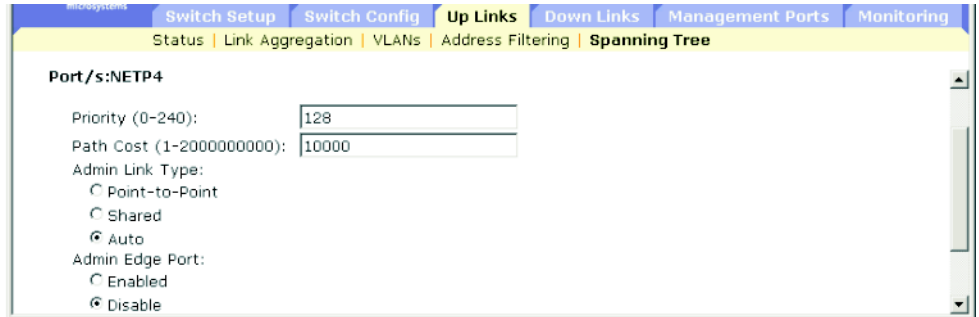 microsystems
Switch Setup Switch Config Up Links Down Links Management Ports Monitoring
Status | Link Aggregation | VLANs | Address Filtering | Spanning Tree
Port/s:NETP4
Priority (0-240): 128
Path Cost (1-2000000000): 10000
Admin Link Type:
Point-to-Point
Shared
Auto
Admin Edge Port:
Enabled
Disable